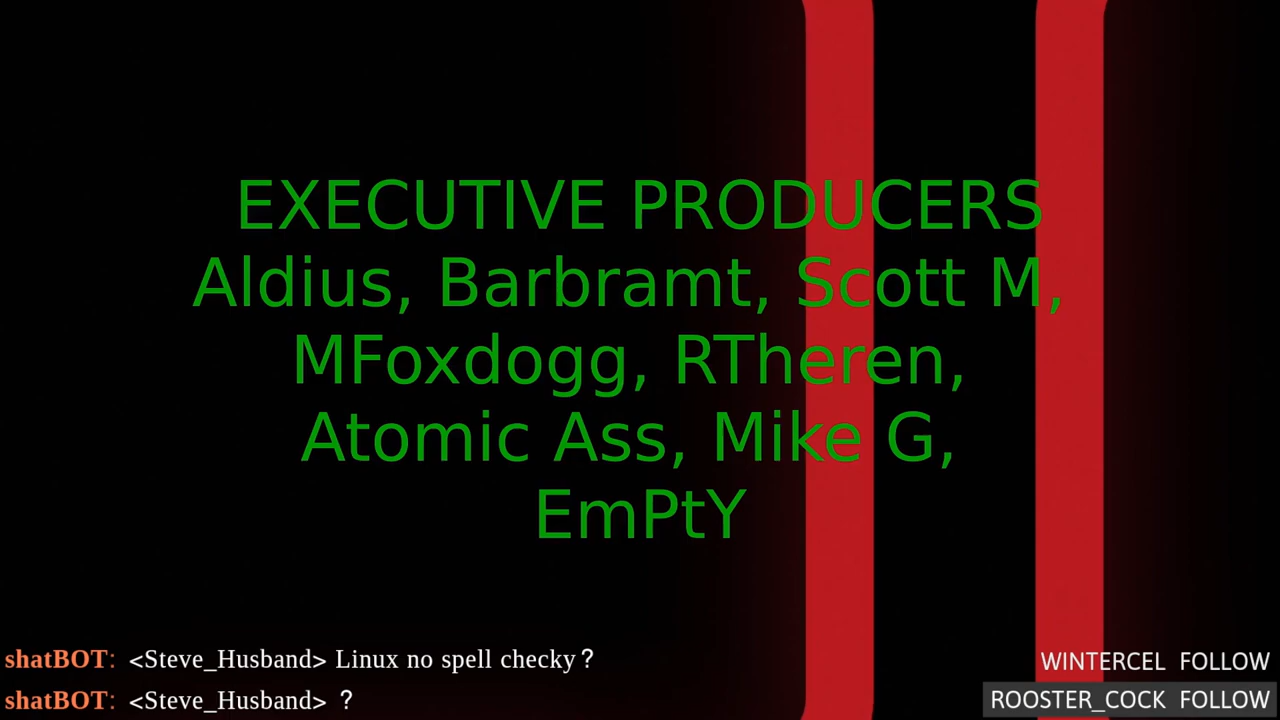 EXECUTIVE PRODUCERS
Aldius, Barbramt, Scott M,
MFoxdogg, RTheren,
Atomic Ass, Mike G,
EmPtY
shatBOT: <Steve_Husband> Linux no spell checky?
shatBOT: <Steve_Husband> ?
WINTERCEL FOLLOW
ROOSTER_COCK FOLLOW